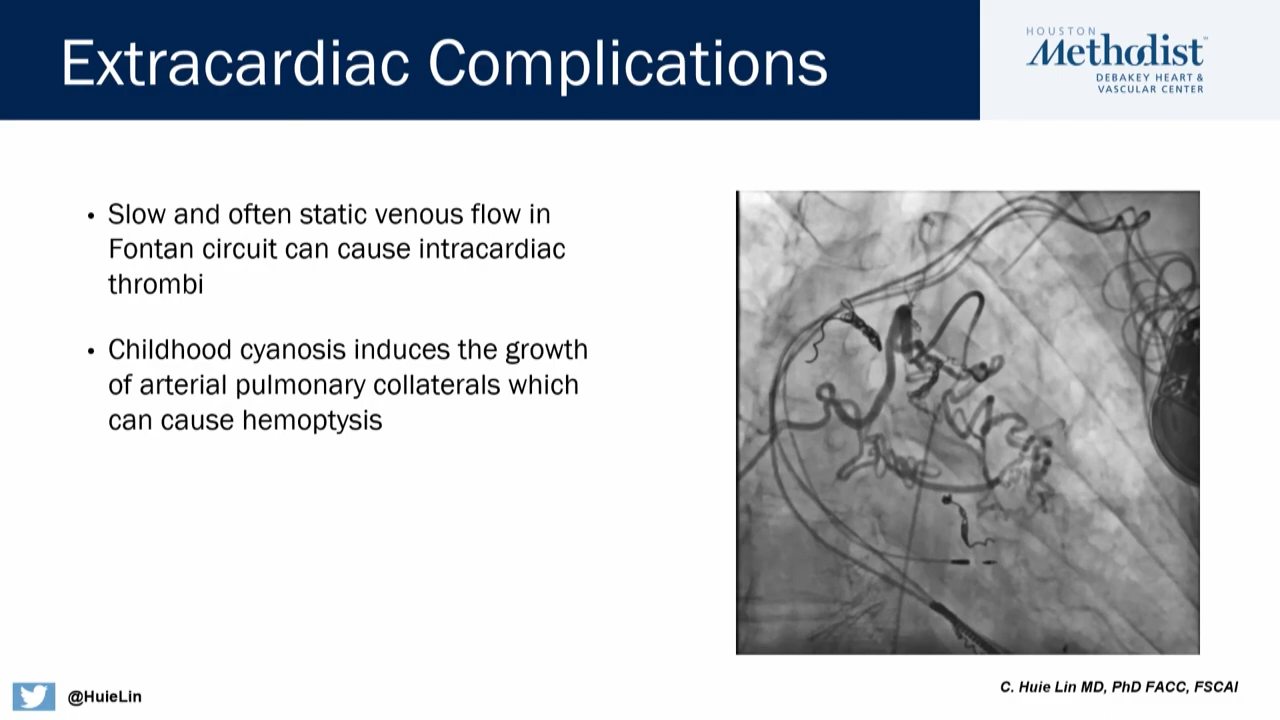 Extracardiac Complications
HOUSTON
Methodist
DEBAKEY HEART &
VASCULAR CENTER
• Slow and often static venous flow in
Fontan circuit can cause intracardiac
thrombi
• Childhood cyanosis induces the growth
of arterial pulmonary collaterals which
can cause hemoptysis
@HuieLin
C. Huie Lin MD, PhD FACC, FSCAI